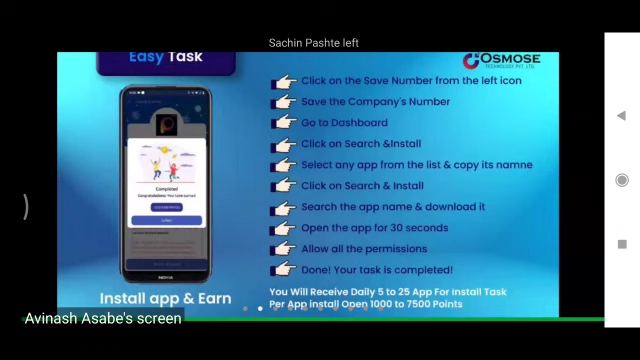 Sachin Pashte left
Easy Task
OSMOSE
TECHNOLOGY PVT. LTD.
Click on the Save Number from the left icon
Save the Company's Number
Go to Dashboard
Click on Search &Install
Select any app from the list & copy its namne
Click on Search & Install
Search the app name & download it
Open the app for 30 seconds
Allow all the permissions
Done! Your task is completed!
Completed
NOKIA
Install app & Earn
You Will Receive Daily 5 to 25 App For Install Task
Per App install Open 1000 to 7500 Points
Avinash Asabe's screen